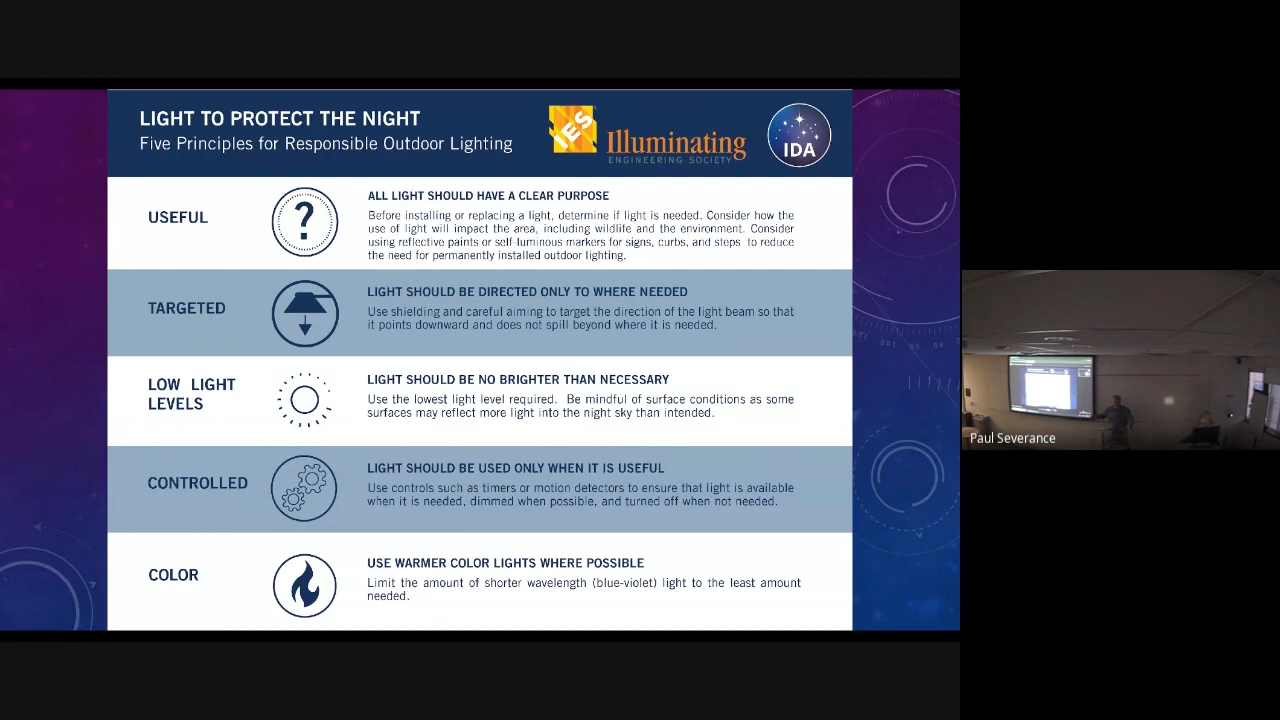 LIGHT TO PROTECT THE NIGHT
Five Principles for Responsible Outdoor Lighting
IES
Illuminating
ENGINEERING SOCIETY
IDA
USEFUL
?
ALL LIGHT SHOULD HAVE A CLEAR PURPOSE
Before installing or replacing a light, determine if light is needed. Consider how the
use of light will impact the area, including wildlife and the environment. Consider
using reflective paints or self-luminous markers for signs, curbs, and steps to reduce
the need for permanently installed outdoor lighting.
TARGETED
LIGHT SHOULD BE DIRECTED ONLY TO WHERE NEEDED
Use shielding and careful aiming to target the direction of the light beam so that
it points downward and does not spill beyond where it is needed.
LOW LIGHT
LEVELS
LIGHT SHOULD BE NO BRIGHTER THAN NECESSARY
Use the lowest light level required. Be mindful of surface conditions as some
surfaces may reflect more light into the night sky than intended.
CONTROLLED
LIGHT SHOULD BE USED ONLY WHEN IT IS USEFUL
Use controls such as timers or motion detectors to ensure that light is available
when it is needed, dimmed when possible, and turned off when not needed.
COLOR
USE WARMER COLOR LIGHTS WHERE POSSIBLE
Limit the amount of shorter wavelength (blue-violet) light to the least amount
needed.
Paul Severance